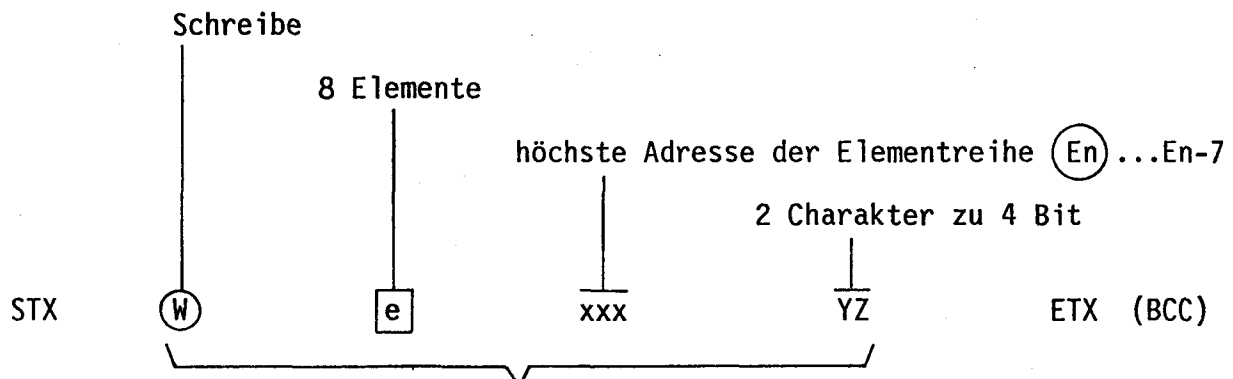 Schreibe
8 Elemente
höchste Adresse der Elementreihe En ...En-7
2 Charakter zu 4 Bit
STX W e xxx YZ ETX (BCC)